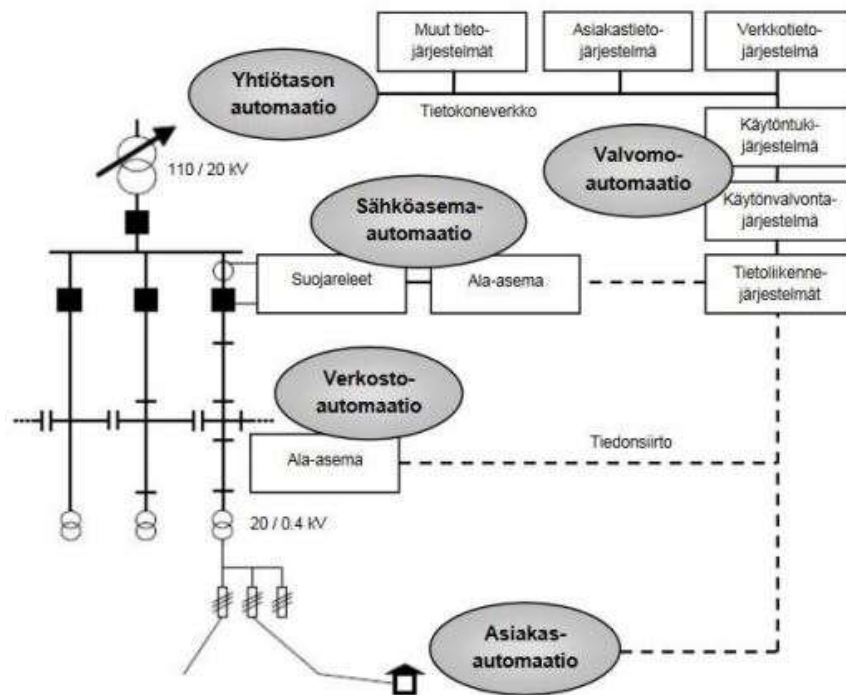 Muut tieto-
järjestelmät
Asiakastieto-
järjestelmä
Verkkotieto-
järjestelmä
Yhtiötason
automaatio
Tietokoneverkko
Käytöntuki-
järjestelmä
Valvomo-
automaatio
110 / 20 kV
Käytönvalvonta-
järjestelmä
Sähköasema-
automaatio
Suojareleet
Ala-asema
Tietoliikenne-
järjestelmät
Verkosto-
automaatio
Ala-asema
Tiedonsiirto
20 / 0.4 kV
Asiakas-
automaatio